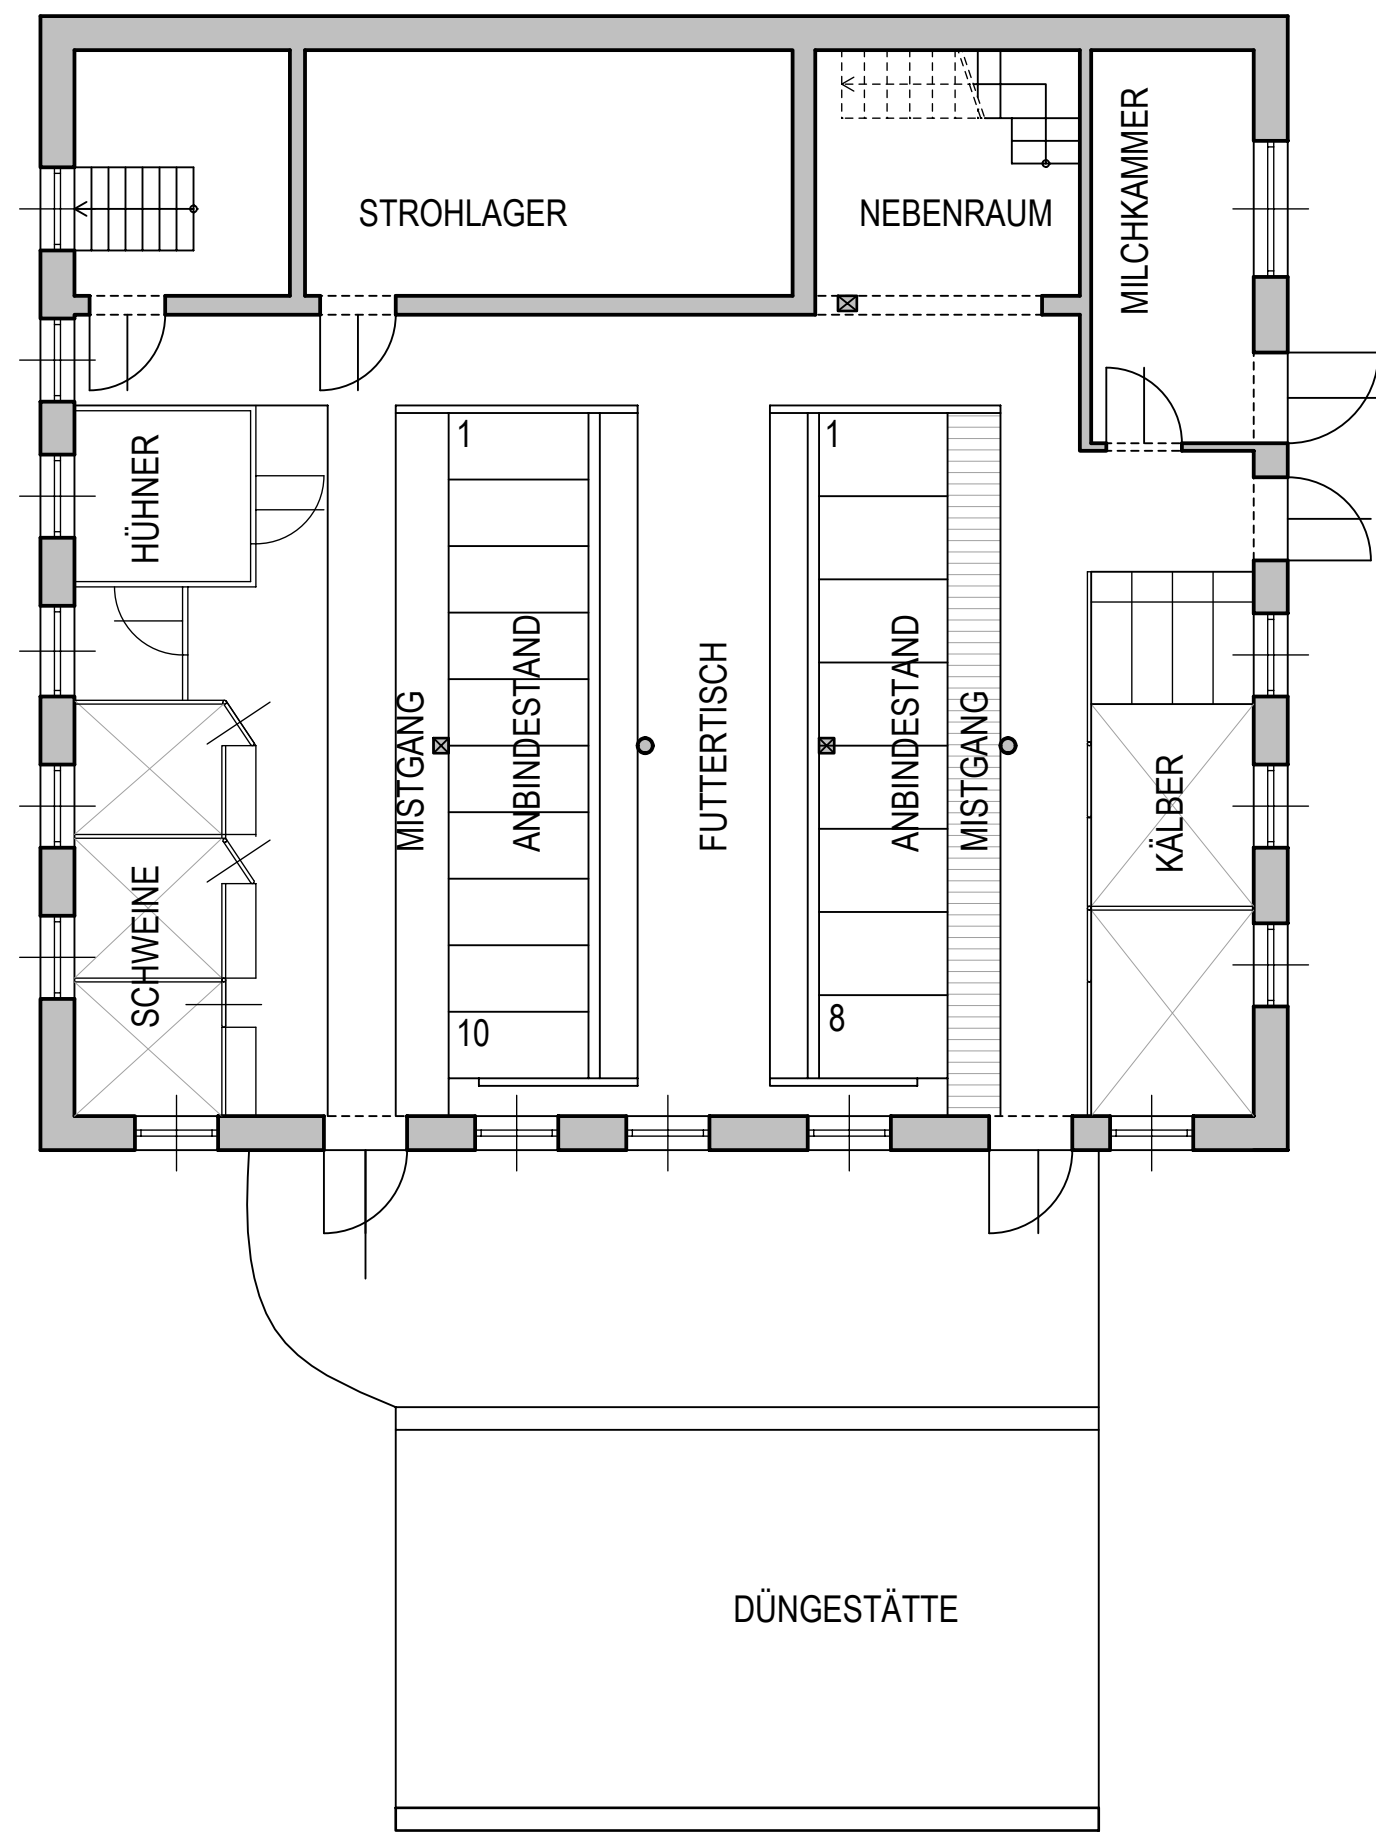 STROHLAGER
NEBENRAUM
MILCHKAMMER
HÜHNER
1
1
MISTGANG
ANBINDESTAND
FUTTERTISCH
ANBINDESTAND
MISTGANG
KÄLBER
SCHWEINE
10
8
DÜNGESTÄTTE